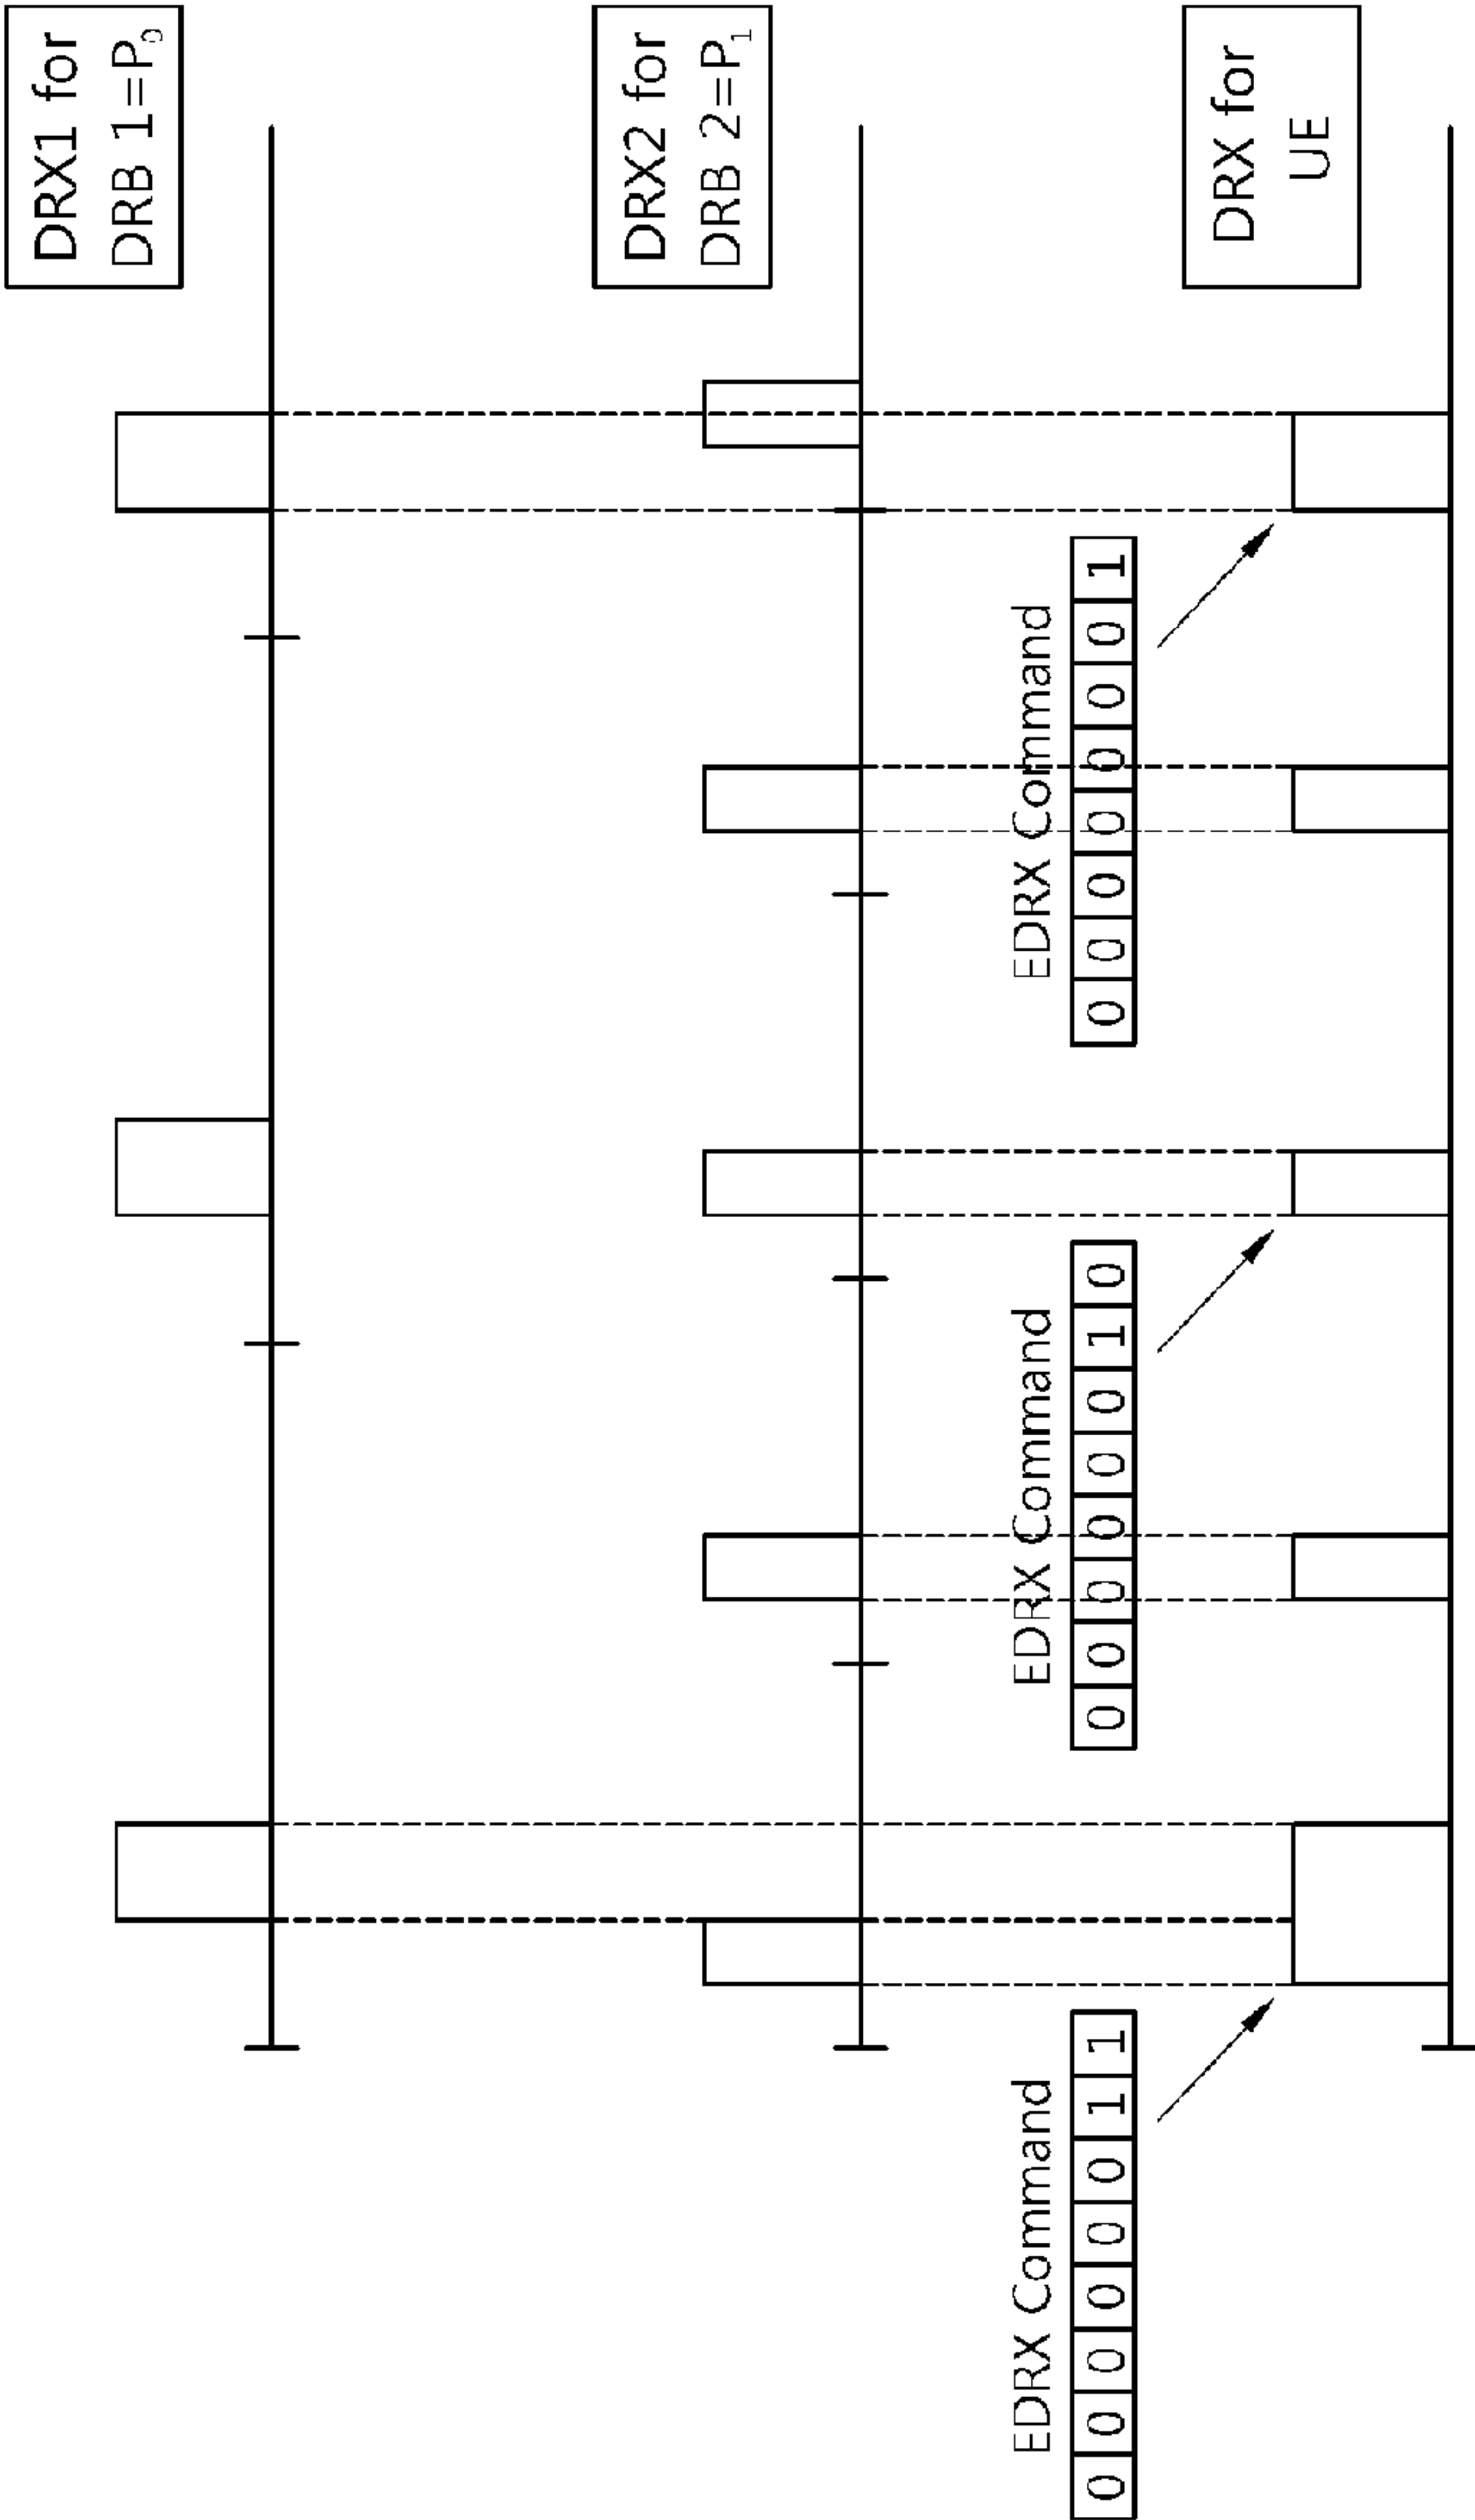 DRX1 for
DRB 1=P₀
DRX2 for
DRB 2=P₁
EDRX Command
0 0 0 0 0 0 1 1
EDRX Command
0 0 0 0 0 0 1 0
EDRX Command
0 0 0 0 0 0 0 1
DRX for
UE